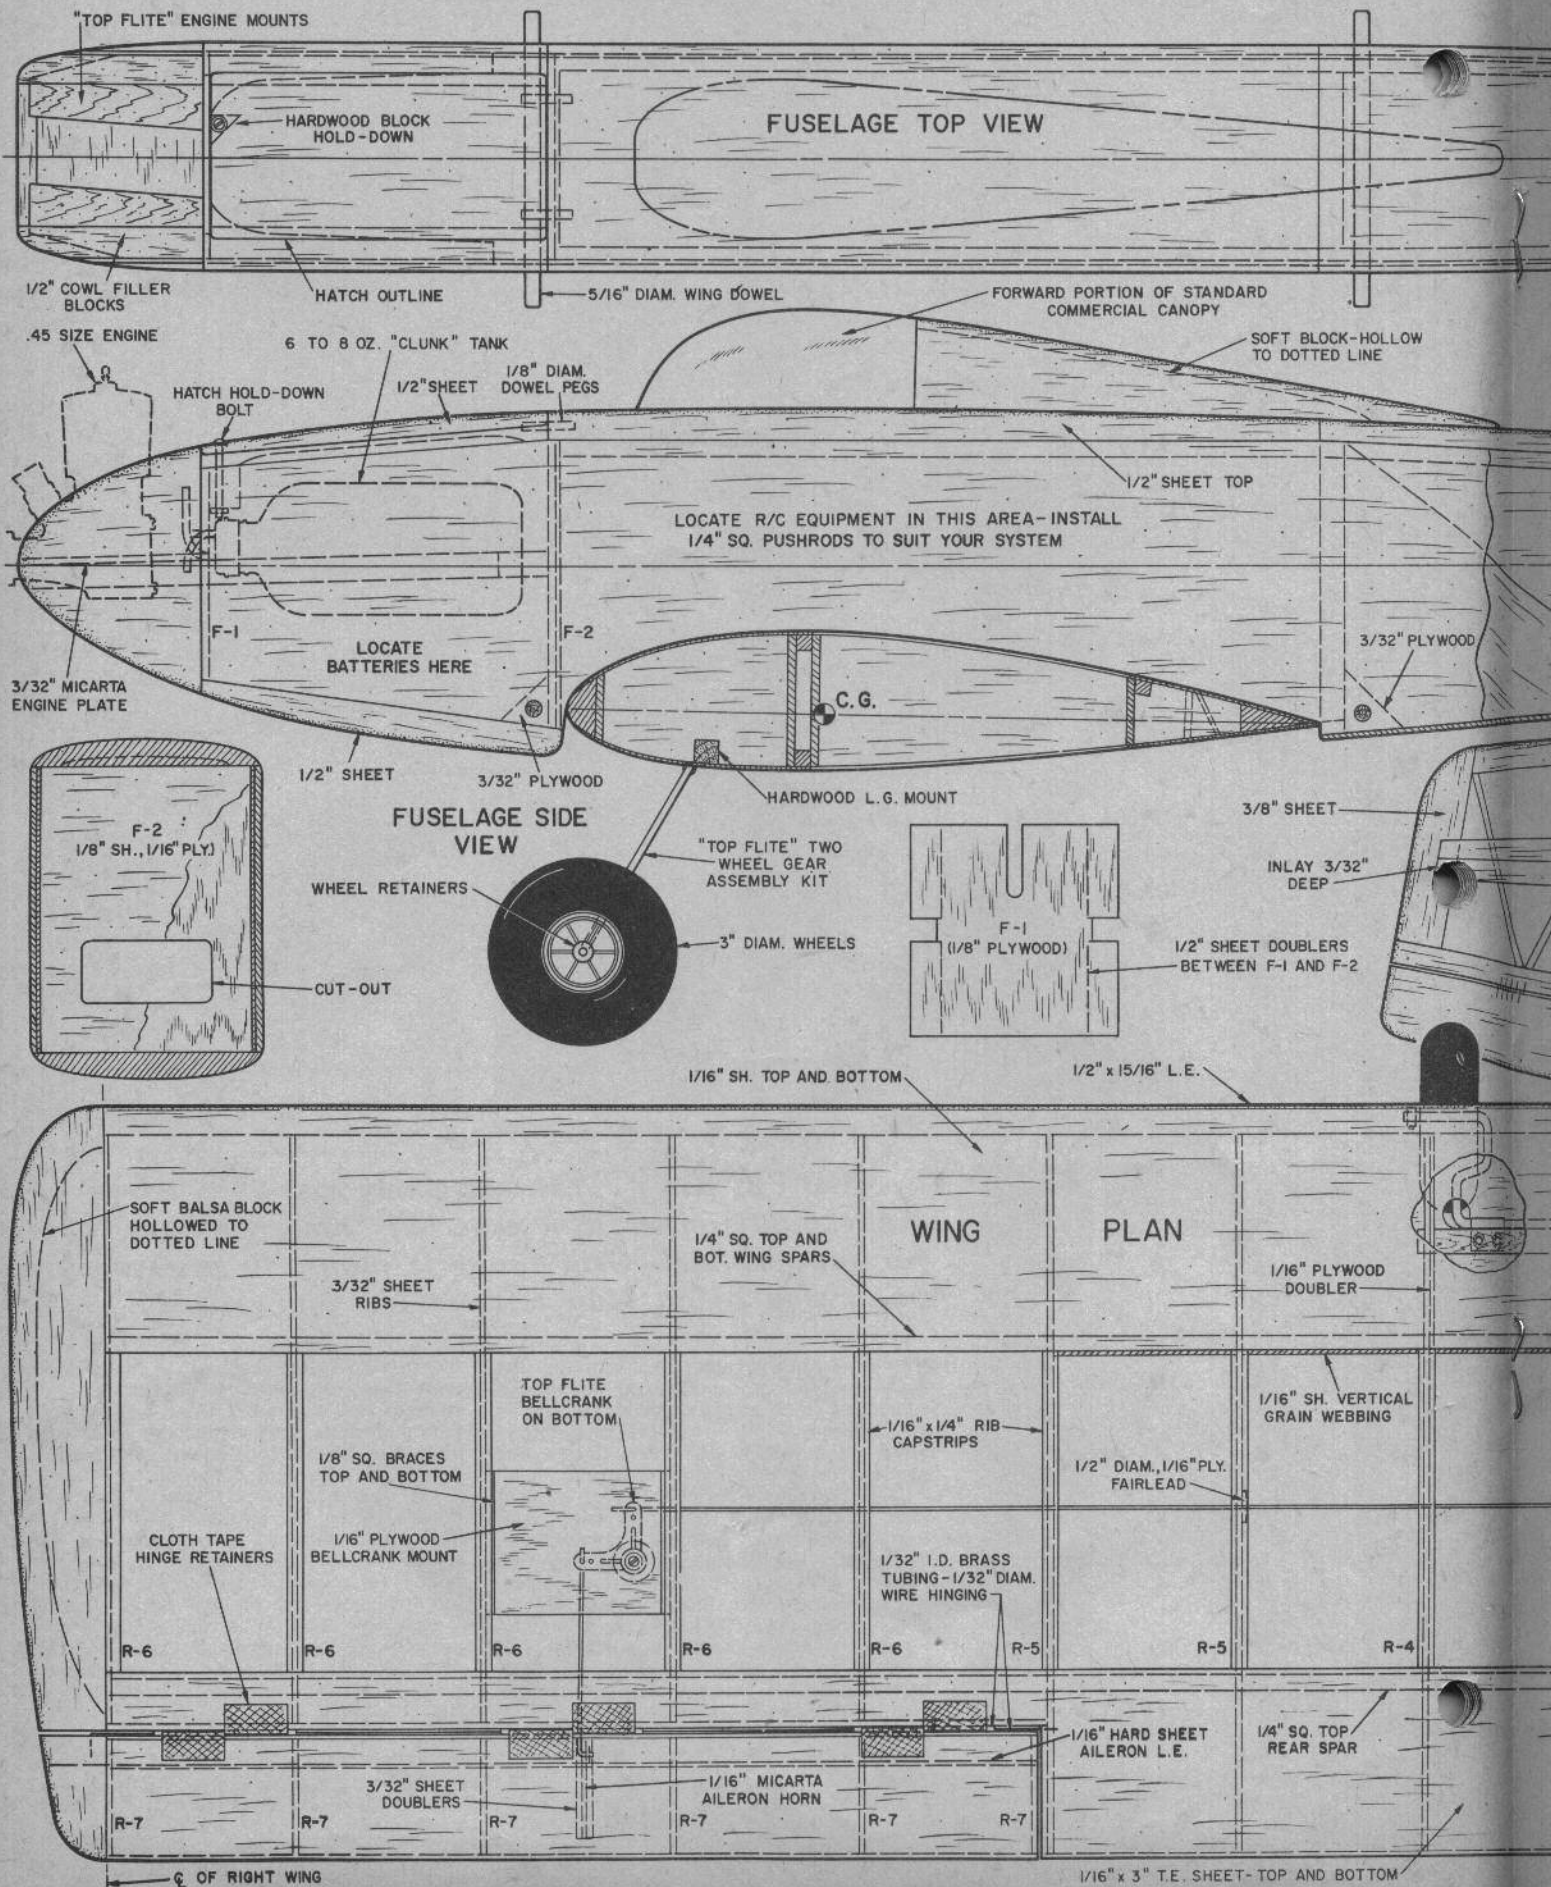 "TOP FLITE" ENGINE MOUNTS
HARDWOOD BLOCK
HOLD-DOWN
FUSELAGE TOP VIEW
1/2" COWL FILLER
BLOCKS
HATCH OUTLINE
5/16" DIAM. WING DOWEL
FORWARD PORTION OF STANDARD
COMMERCIAL CANOPY
.45 SIZE ENGINE
6 TO 8 OZ. "CLUNK" TANK
SOFT BLOCK-HOLLOW
TO DOTTED LINE
HATCH HOLD-DOWN
BOLT
1/2" SHEET
1/8" DIAM.
DOWEL PEGS
1/2" SHEET TOP
LOCATE R/C EQUIPMENT IN THIS AREA-INSTALL
1/4" SQ. PUSHRODS TO SUIT YOUR SYSTEM
F-1
F-2
LOCATE
BATTERIES HERE
3/32" PLYWOOD
3/32" MICARTA
ENGINE PLATE
C.G.
1/2" SHEET
3/32" PLYWOOD
HARDWOOD L.G. MOUNT
FUSELAGE SIDE
VIEW
3/8" SHEET
F-2
1/8" SH., 1/16" PLY.)
"TOP FLITE" TWO
WHEEL GEAR
ASSEMBLY KIT
INLAY 3/32"
DEEP
WHEEL RETAINERS
F-1
(1/8" PLYWOOD)
3" DIAM. WHEELS
1/2" SHEET DOUBLERS
BETWEEN F-1 AND F-2
CUT-OUT
1/16" SH. TOP AND BOTTOM
1/2" x 15/16" L.E.
SOFT BALSA BLOCK
HOLLOWED TO
DOTTED LINE
WING PLAN
1/4" SQ. TOP AND
BOT. WING SPARS
3/32" SHEET
RIBS
1/16" PLYWOOD
DOUBLER
TOP FLITE
BELLCRANK
ON BOTTOM
1/16" SH. VERTICAL
GRAIN WEBBING
1/16" x 1/4" RIB
CAPSTRIPS
1/8" SQ. BRACES
TOP AND BOTTOM
1/2" DIAM., 1/16" PLY.
FAIRLEAD
CLOTH TAPE
HINGE RETAINERS
1/16" PLYWOOD
BELLCRANK MOUNT
1/32" I.D. BRASS
TUBING-1/32" DIAM.
WIRE HINGING
R-6 R-6 R-6 R-6 R-6 R-5 R-5 R-4
1/16" HARD SHEET
AILERON L.E.
1/4" SQ. TOP
REAR SPAR
3/32" SHEET
DOUBLERS
1/16" MICARTA
AILERON HORN
R-7 R-7 R-7 R-7 R-7 R-7
℄ OF RIGHT WING
1/16" x 3" T.E. SHEET-TOP AND BOTTOM